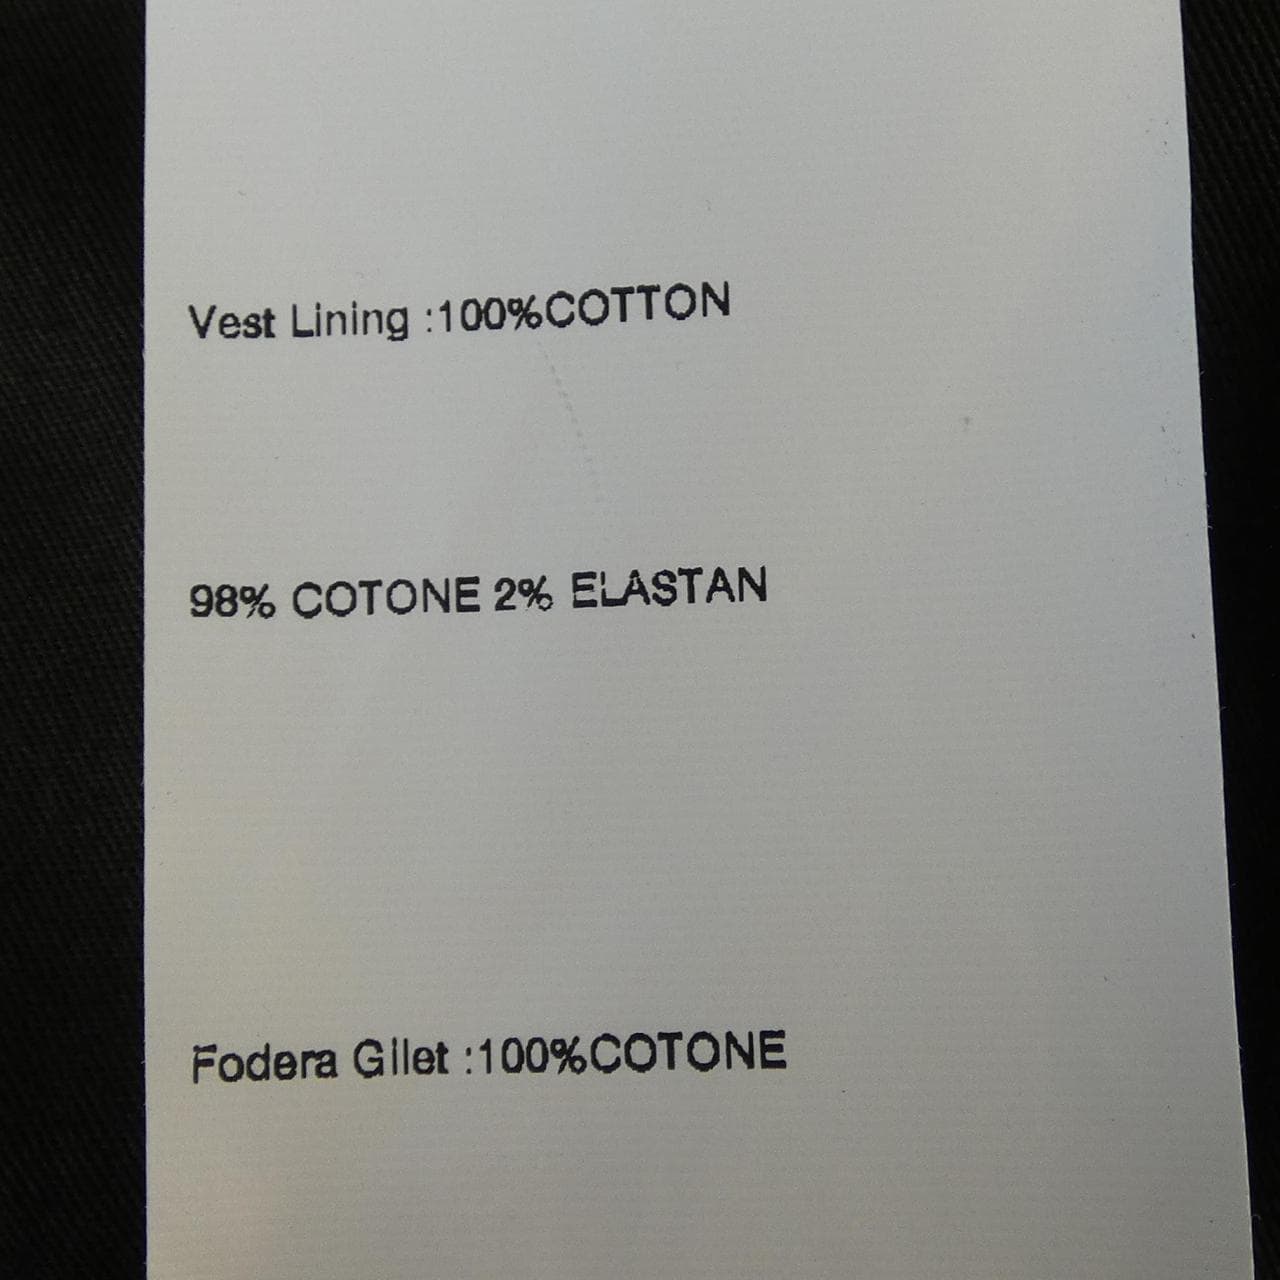 Vest Lining :100%COTTON
98% COTONE 2% ELASTAN
Fodera Gilet :100%COTONE